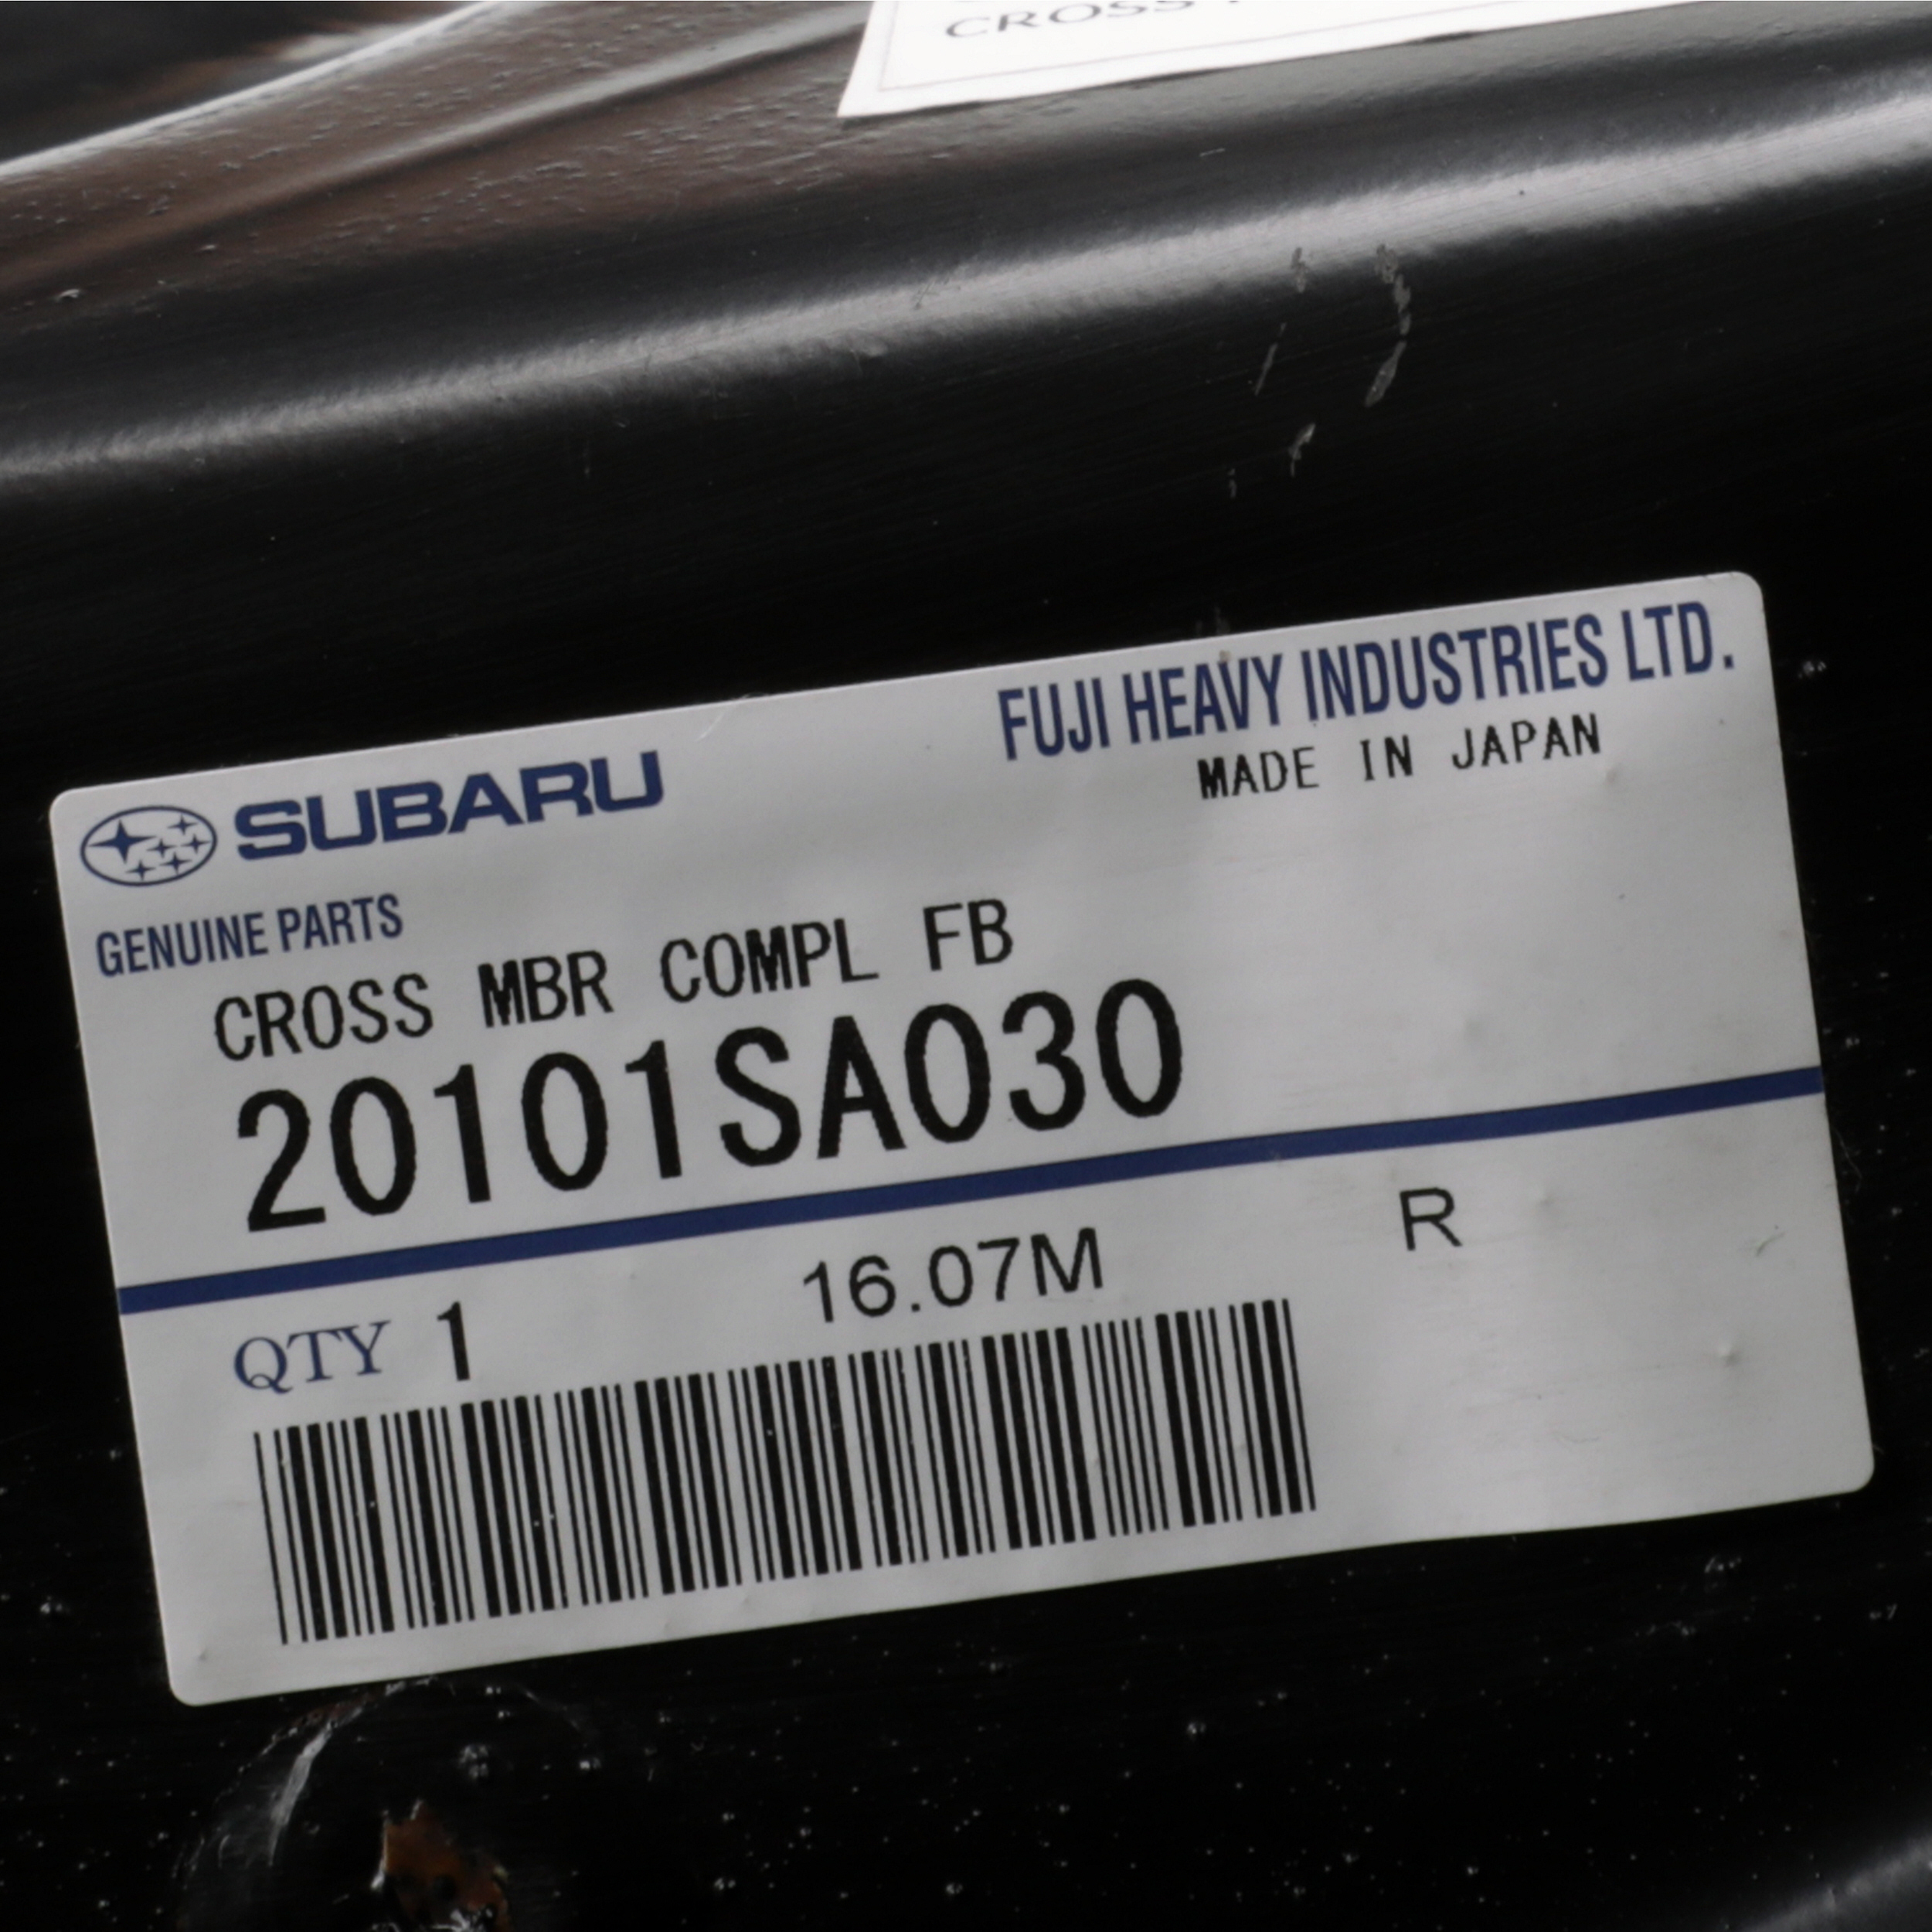 CROSS
SUBARU
FUJI HEAVY INDUSTRIES LTD.
MADE IN JAPAN
GENUINE PARTS
CROSS MBR COMPL FB
20101SA030
QTY 1
16.07M
R